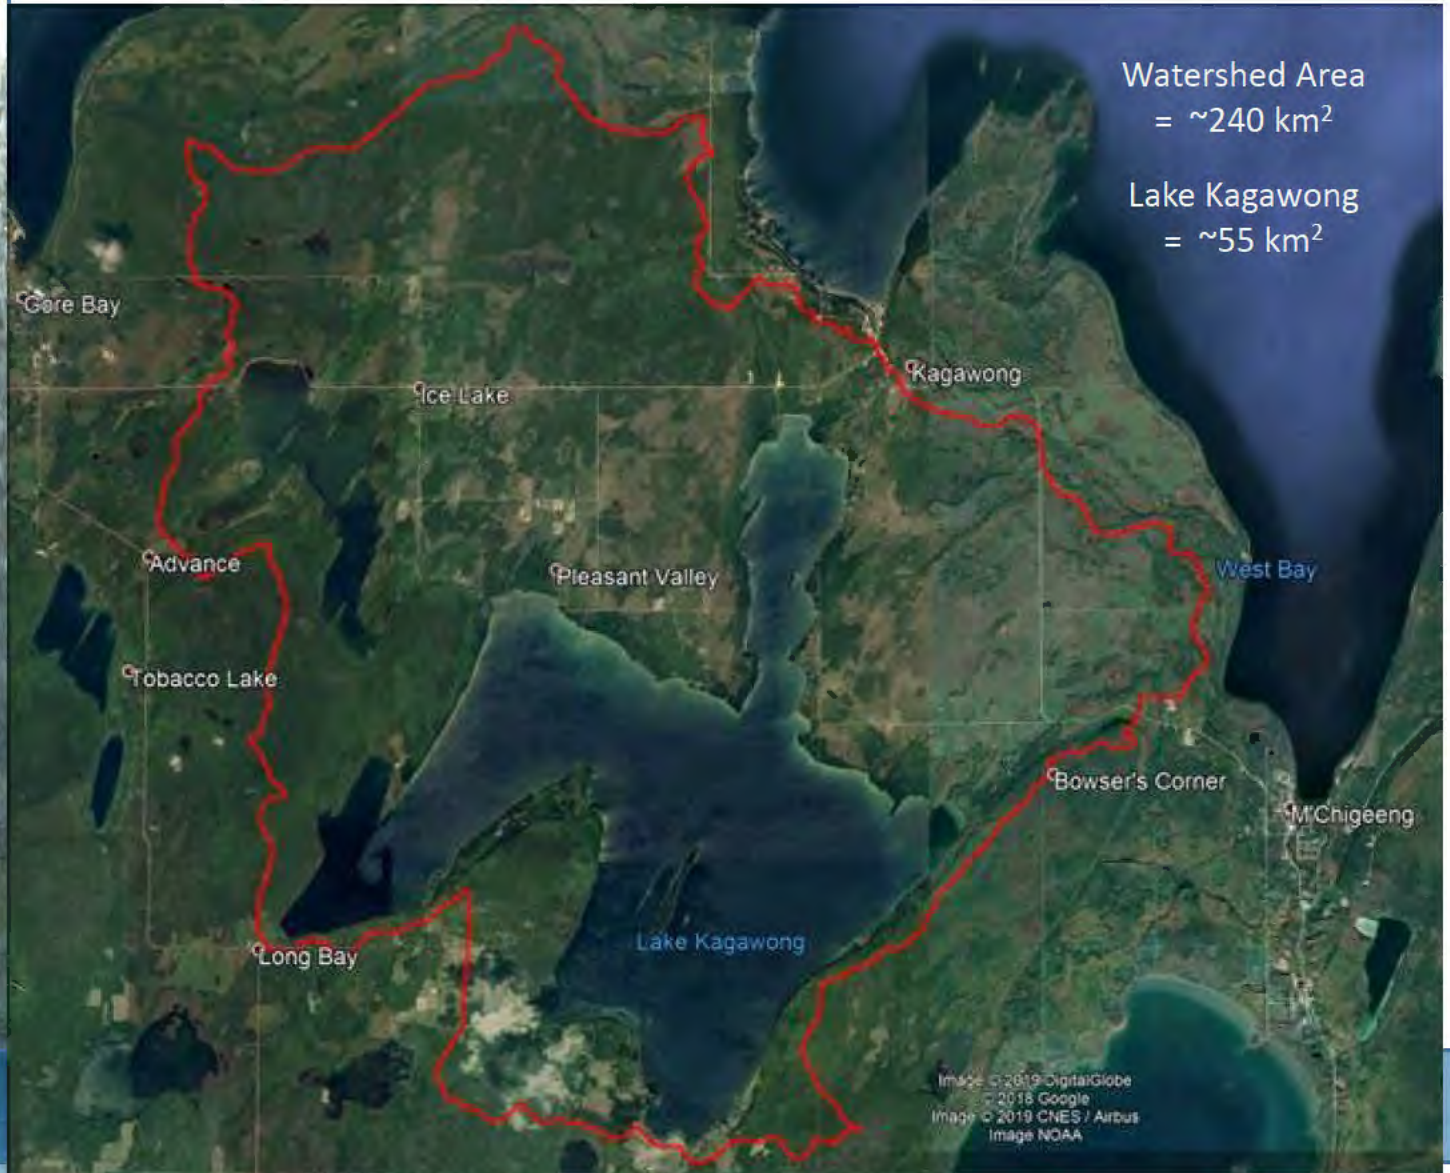 Watershed Area
= ~240 km²
Lake Kagawong
= ~55 km²
Gore Bay
Kagawong
Ice Lake
Advance
Pleasant Valley
West Bay
Tobacco Lake
Bowser's Corner
M'Chigeeng
Lake Kagawong
Long Bay
Image © 2019 DigitalGlobe
© 2018 Google
Image © 2019 CNES / Airbus
Image NOAA